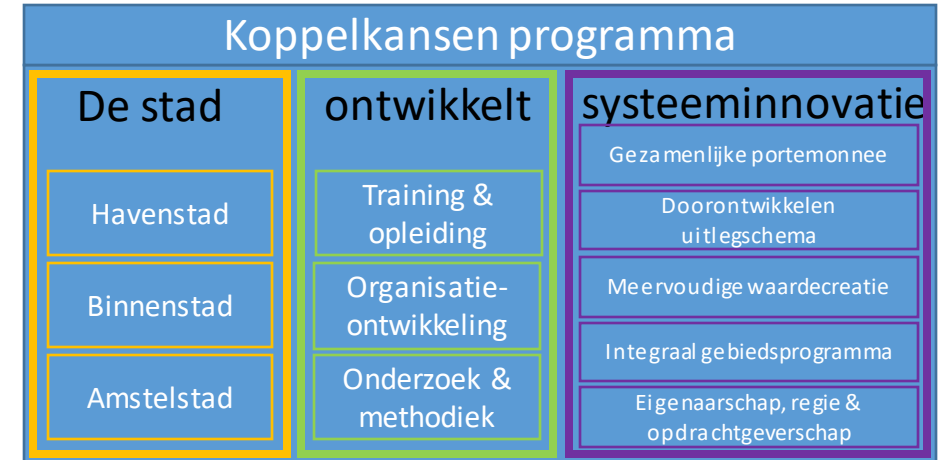 Koppelkansen programma
De stad
Havenstad
Binnenstad
Amstelstad
ontwikkelt
Training &
opleiding
Organisatie-
ontwikkeling
Onderzoek &
methodiek
systeeminnovatie
Gezamenlijke portemonnee
Doorontwikkelen
uitlegschema
Meervoudige waardecreatie
Integraal gebiedsprogramma
Eigenaarschap, regie &
opdrachtgeverschap